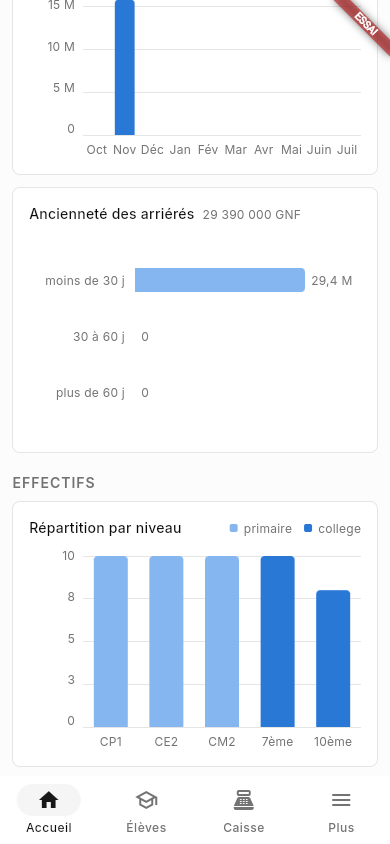 15 M
ESSAI
10 M
5 M
0
Oct Nov Déc Jan Fév Mar Avr Mai Juin Juil
Ancienneté des arriérés 29 390 000 GNF
moins de 30 j 29,4 M
30 à 60 j 0
plus de 60 j 0
EFFECTIFS
Répartition par niveau primaire college
10
8
5
3
0
CP1 CE2 CM2 7ème 10ème
Accueil Élèves Caisse Plus